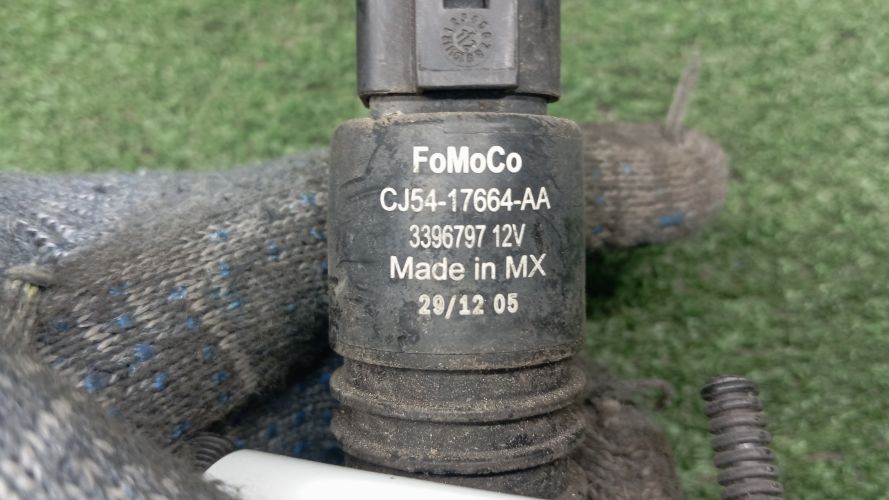 FoMoCo
CJ54-17664-AA
3396797 12V
Made in MX
29/12 05